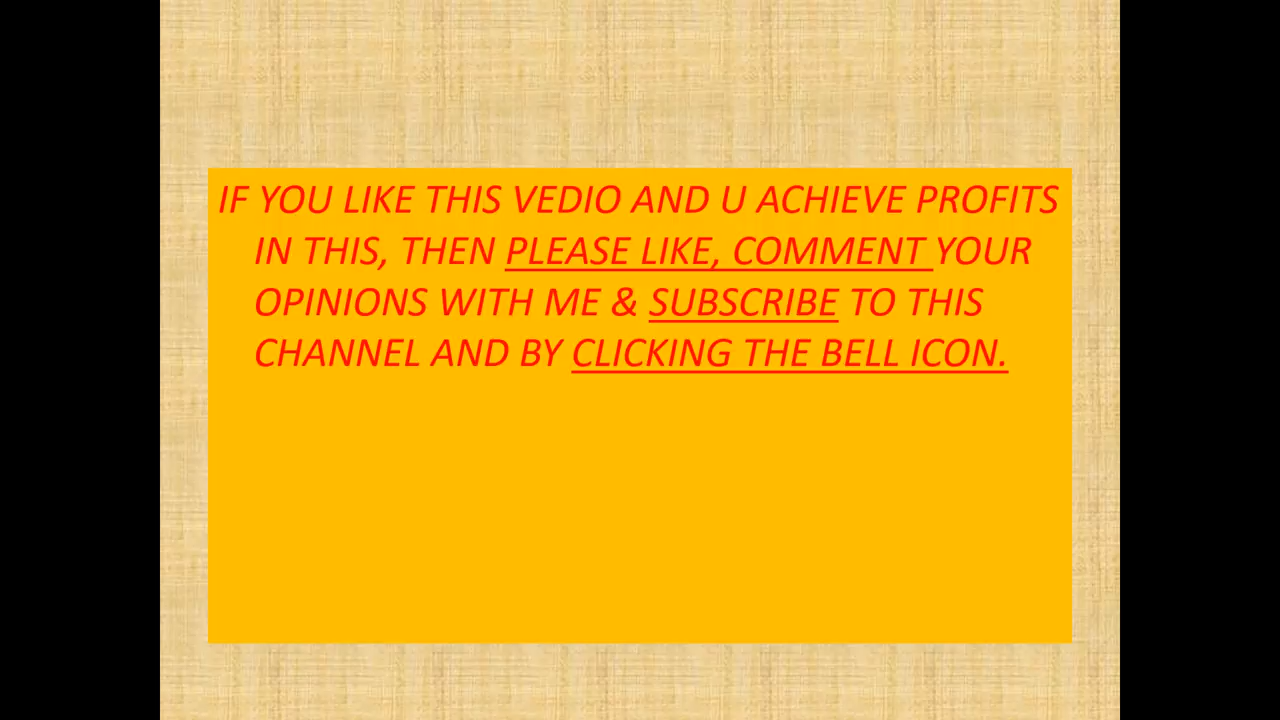 IF YOU LIKE THIS VEDIO AND U ACHIEVE PROFITS
IN THIS, THEN PLEASE LIKE, COMMENT YOUR
OPINIONS WITH ME & SUBSCRIBE TO THIS
CHANNEL AND BY CLICKING THE BELL ICON.